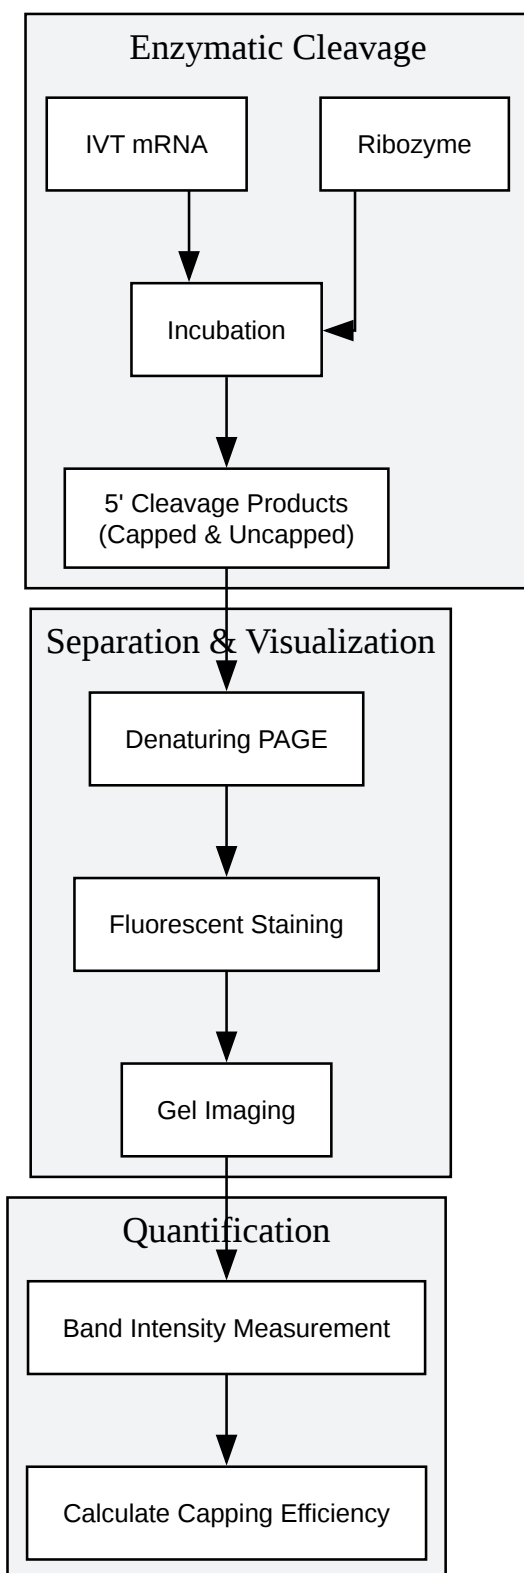 Enzymatic Cleavage
IVT mRNA
Ribozyme
Incubation
5' Cleavage Products
(Capped & Uncapped)
Separation & Visualization
Denaturing PAGE
Fluorescent Staining
Gel Imaging
Quantification
Band Intensity Measurement
Calculate Capping Efficiency